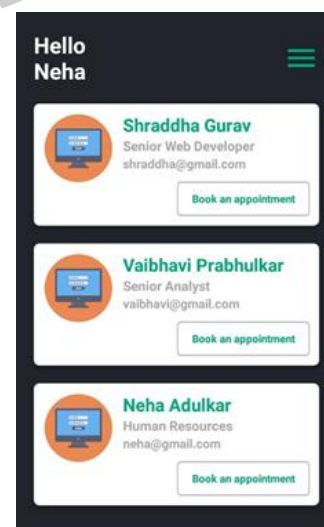 Hello
Neha
Shraddha Gurav
Senior Web Developer
shraddha@gmail.com
Book an appointment
Vaibhavi Prabhulkar
Senior Analyst
vaibhavi@gmail.com
Book an appointment
Neha Adulkar
Human Resources
neha@gmail.com
Book an appointment